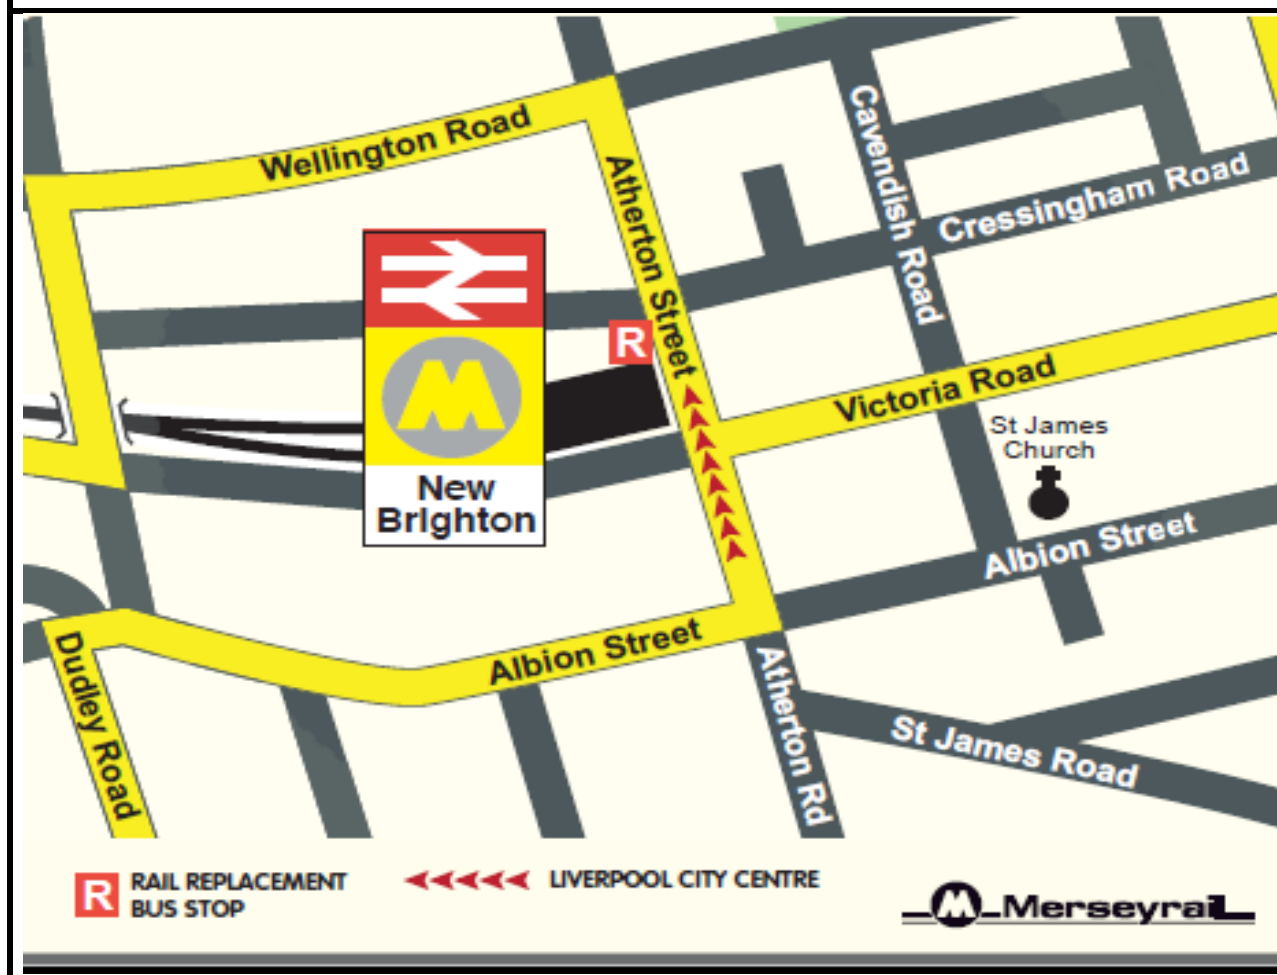 Wellington Road
Atherton Street
Cavendish Road
Cressingham Road
R
Victoria Road
St James
Church
M
New
Brighton
Albion Street
Albion Street
Dudley Road
Atherton Rd
St James Road
R RAIL REPLACEMENT
BUS STOP
LIVERPOOL CITY CENTRE
M Merseyrail